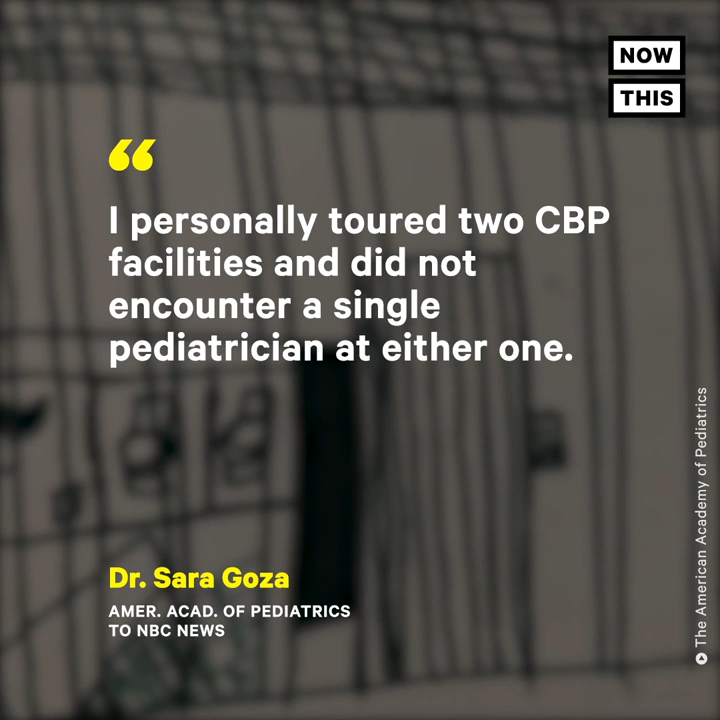 NOW
THIS
“
I personally toured two CBP
facilities and did not
encounter a single
pediatrician at either one.
Dr. Sara Goza
AMER. ACAD. OF PEDIATRICS
TO NBC NEWS
The American Academy of Pediatrics